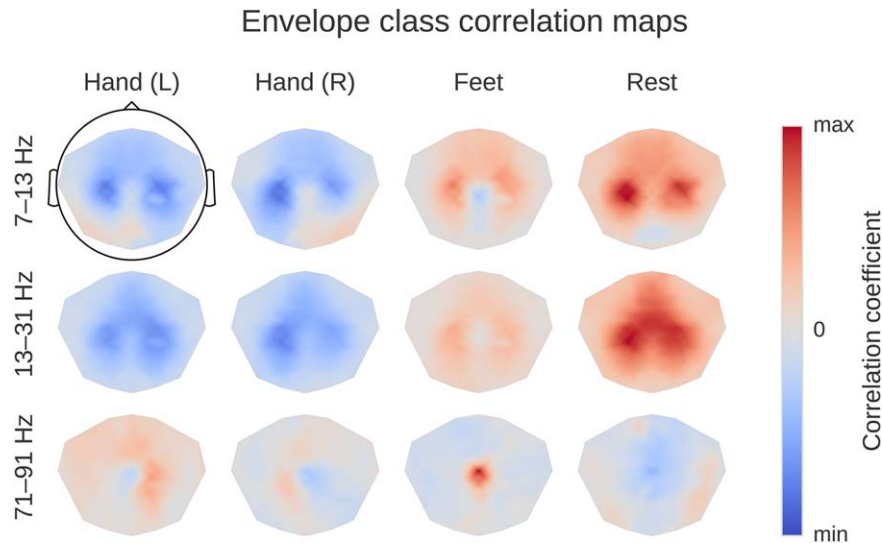 Envelope class correlation maps
Hand (L) Hand (R) Feet Rest
7–13 Hz
13–31 Hz
71–91 Hz
max
0
min
Correlation coefficient